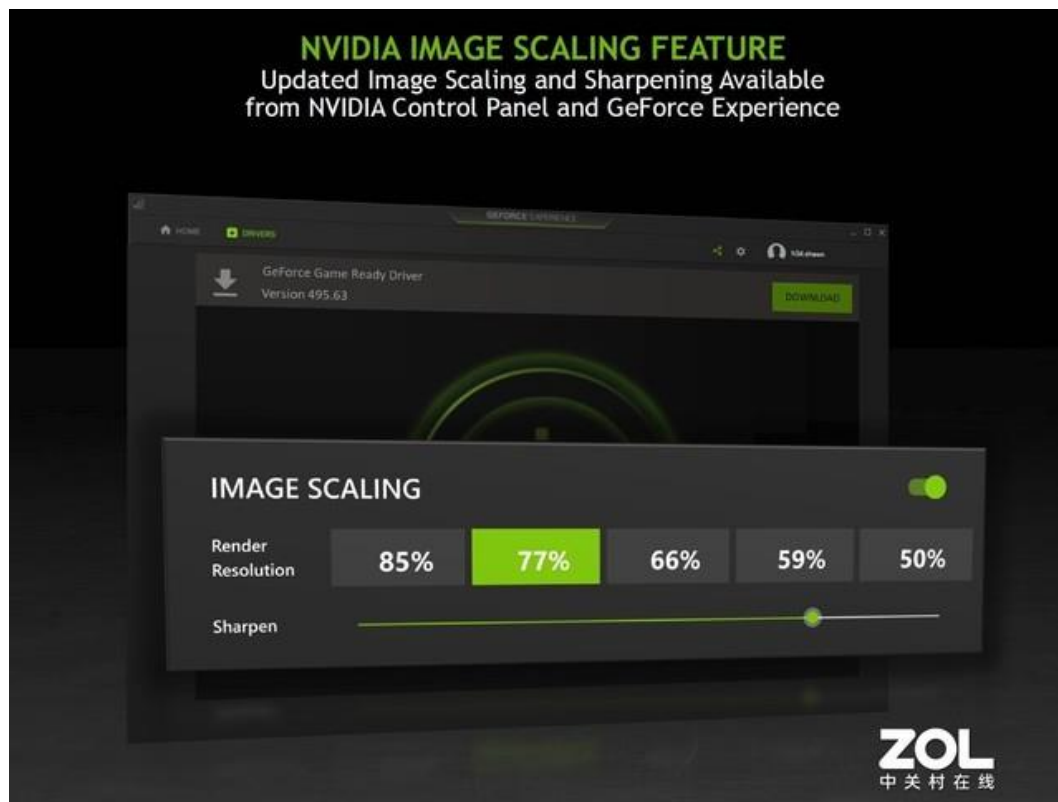 NVIDIA IMAGE SCALING FEATURE
Updated Image Scaling and Sharpening Available
from NVIDIA Control Panel and GeForce Experience
GEFORCE EXPERIENCE
HOME
DRIVERS
GeForce Game Ready Driver
Version 495.63
DOWNLOAD
IMAGE SCALING
Render
Resolution
85% 77% 66% 59% 50%
Sharpen
ZOL
中关村在线